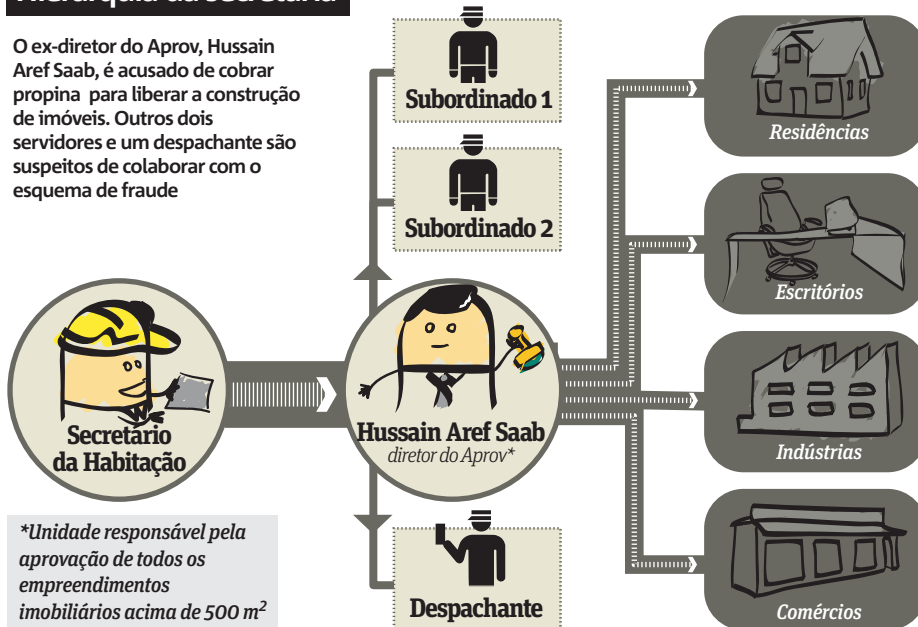 Hierarquia da secretaria
O ex-diretor do Aprov, Hussain
Aref Saab, é acusado de cobrar
propina para liberar a construção
de imóveis. Outros dois
servidores e um despachante são
suspeitos de colaborar com o
esquema de fraude
Subordinado 1
Subordinado 2
Secretário
da Habitação
Hussain Aref Saab
diretor do Aprov*
Despachante
Residências
Escritórios
Indústrias
Comércios
*Unidade responsável pela
aprovação de todos os
empreendimentos
imobiliários acima de 500 m²